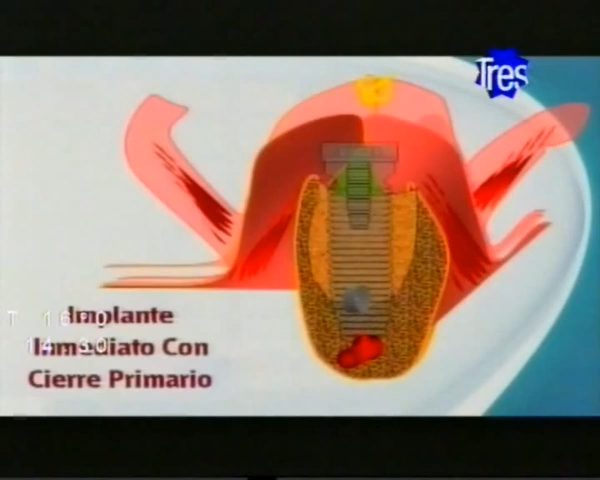 Tres
Implante
Inmediato Con
Cierre Primario